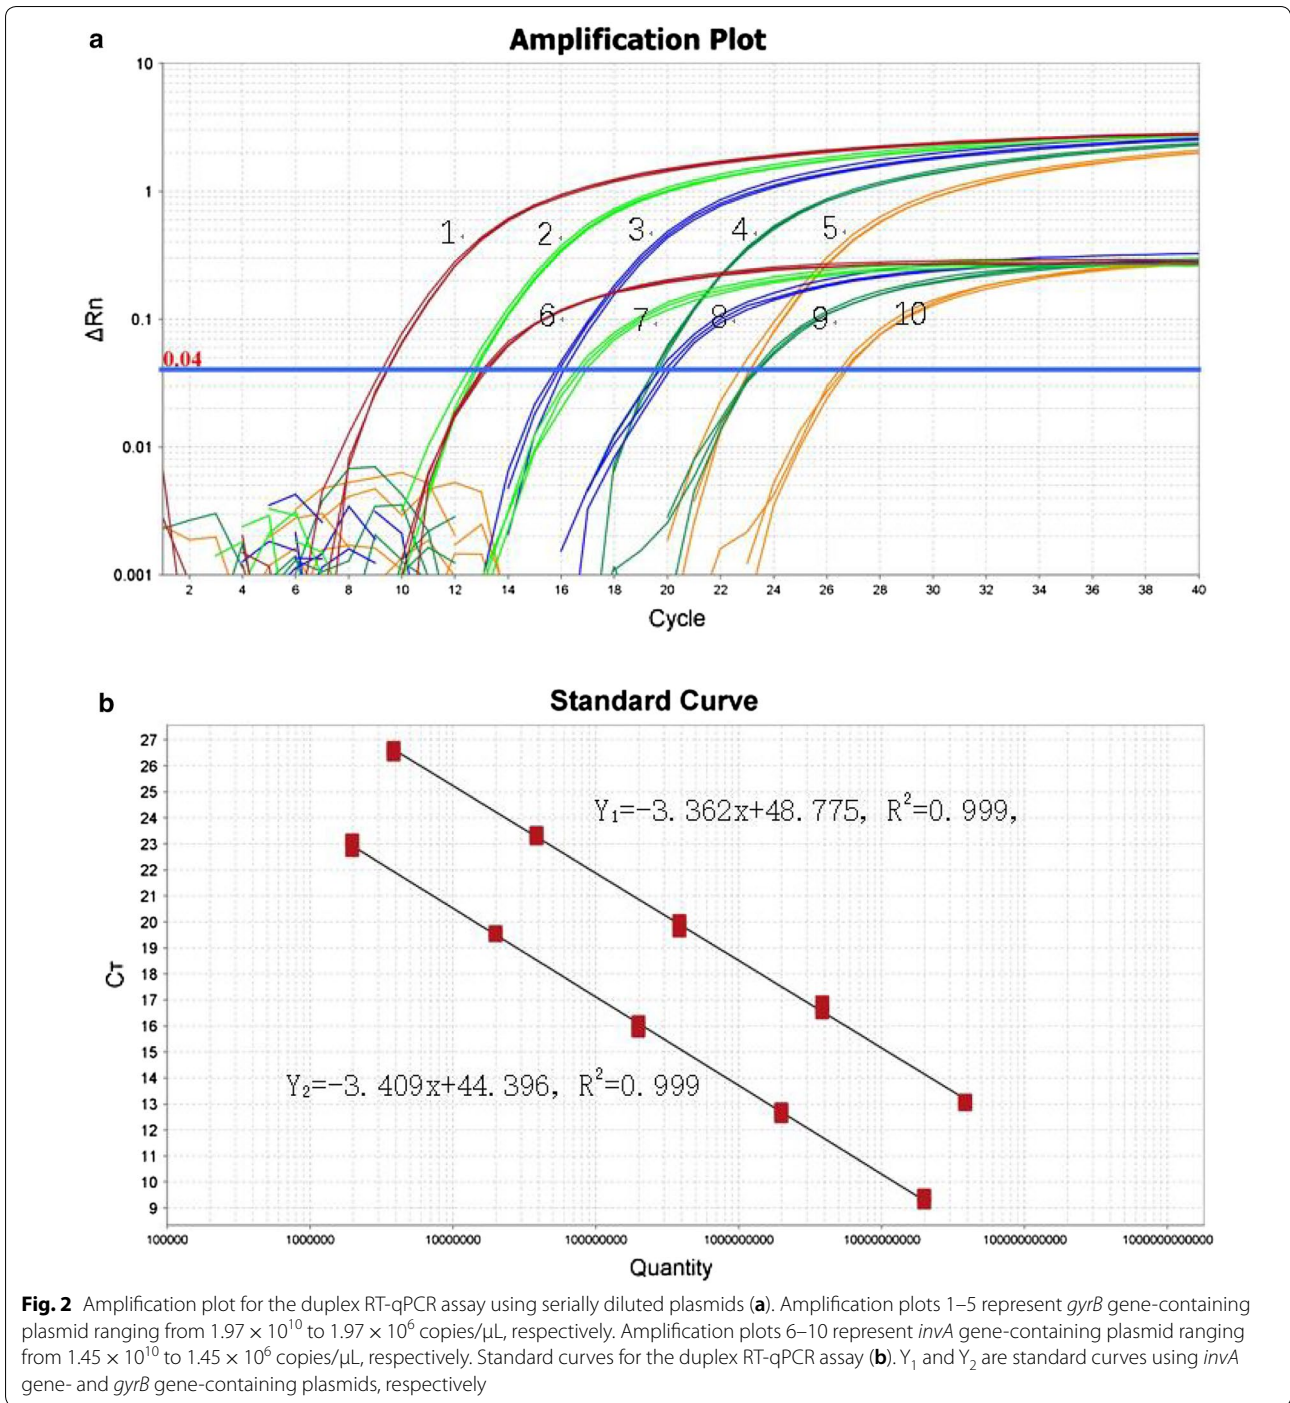 a
Amplification Plot
10
1
0.1
0.01
0.001
ΔRn
0.04
1
2
3
4
5
6
7
8
9
10
2 4 6 8 10 12 14 16 18 20 22 24 26 28 30 32 34 36 38 40
Cycle
b
Standard Curve
27
26
25
24
23
22
21
20
19
18
17
16
15
14
13
12
11
10
9
Cт
Y₁=-3.362x+48.775, R²=0.999,
Y₂=-3.409x+44.396, R²=0.999
100000 1000000 10000000 100000000 1000000000 10000000000 100000000000 1000000000000
Quantity
Fig. 2 Amplification plot for the duplex RT-qPCR assay using serially diluted plasmids (a). Amplification plots 1–5 represent gyrB gene-containing
plasmid ranging from 1.97 × 10¹⁰ to 1.97 × 10⁶ copies/μL, respectively. Amplification plots 6–10 represent invA gene-containing plasmid ranging
from 1.45 × 10¹⁰ to 1.45 × 10⁶ copies/μL, respectively. Standard curves for the duplex RT-qPCR assay (b). Y₁ and Y₂ are standard curves using invA
gene- and gyrB gene-containing plasmids, respectively